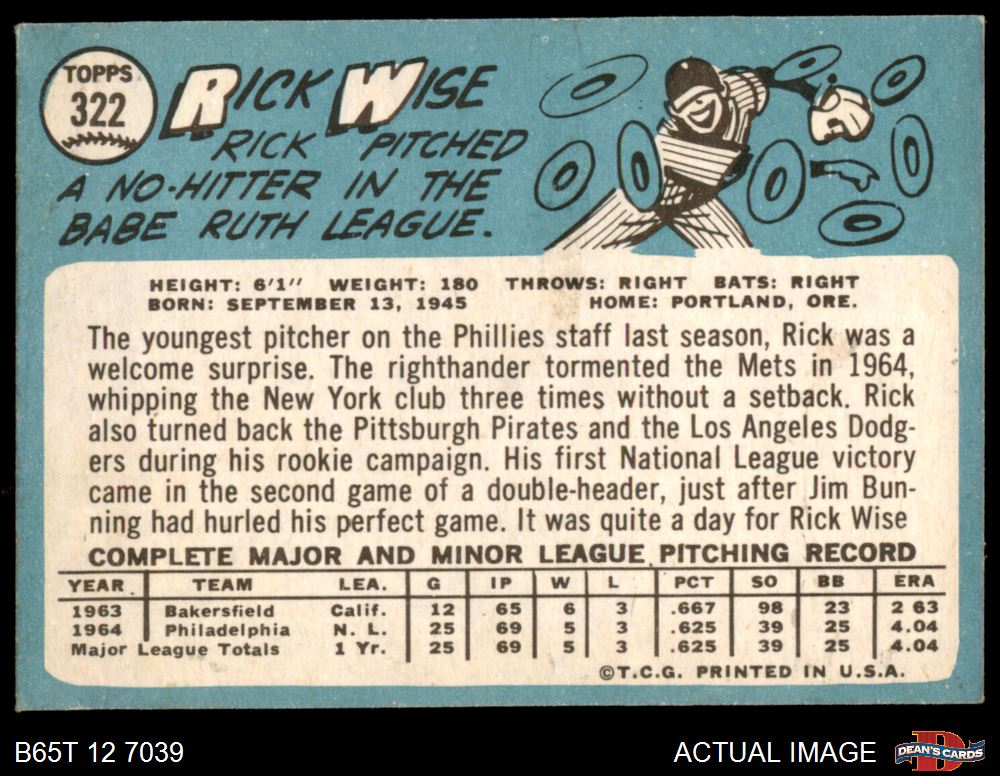 TOPPS
322
RICK WISE
RICK PITCHED
A NO-HITTER IN THE
BABE RUTH LEAGUE.
HEIGHT: 6'1" WEIGHT: 180 THROWS: RIGHT BATS: RIGHT
BORN: SEPTEMBER 13, 1945 HOME: PORTLAND, ORE.
The youngest pitcher on the Phillies staff last season, Rick was a
welcome surprise. The righthander tormented the Mets in 1964,
whipping the New York club three times without a setback. Rick
also turned back the Pittsburgh Pirates and the Los Angeles Dodg-
ers during his rookie campaign. His first National League victory
came in the second game of a double-header, just after Jim Bun-
ning had hurled his perfect game. It was quite a day for Rick Wise
COMPLETE MAJOR AND MINOR LEAGUE PITCHING RECORD
YEAR TEAM LEA. G IP W L PCT SO BB ERA
1963 Bakersfield Calif. 12 65 6 3 .667 98 23 2 63
1964 Philadelphia N. L. 25 69 5 3 .625 39 25 4.04
Major League Totals 1 Yr. 25 69 5 3 .625 39 25 4.04
©T.C.G. PRINTED IN U.S.A.
B65T 12 7039 ACTUAL IMAGE DEAN'S CARDS